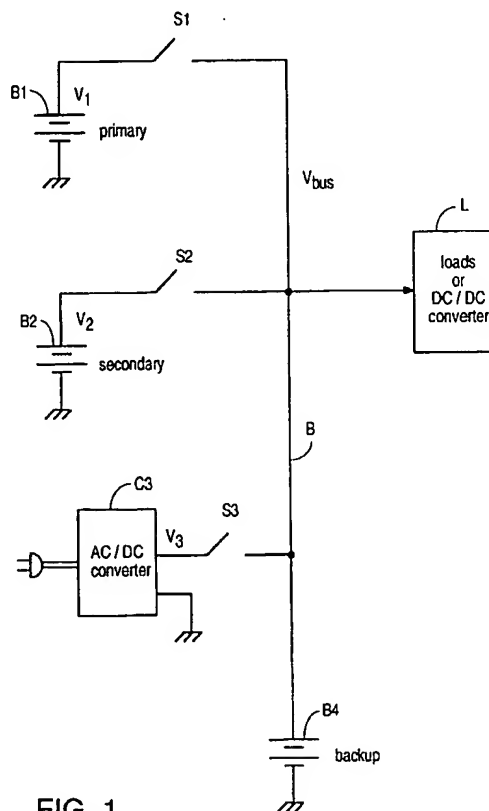 S1
B1
V1
primary
Vbus
L
loads
or
DC / DC
converter
S2
B2
V2
secondary
B
C3
S3
AC / DC
converter
V3
B4
backup
FIG. 1